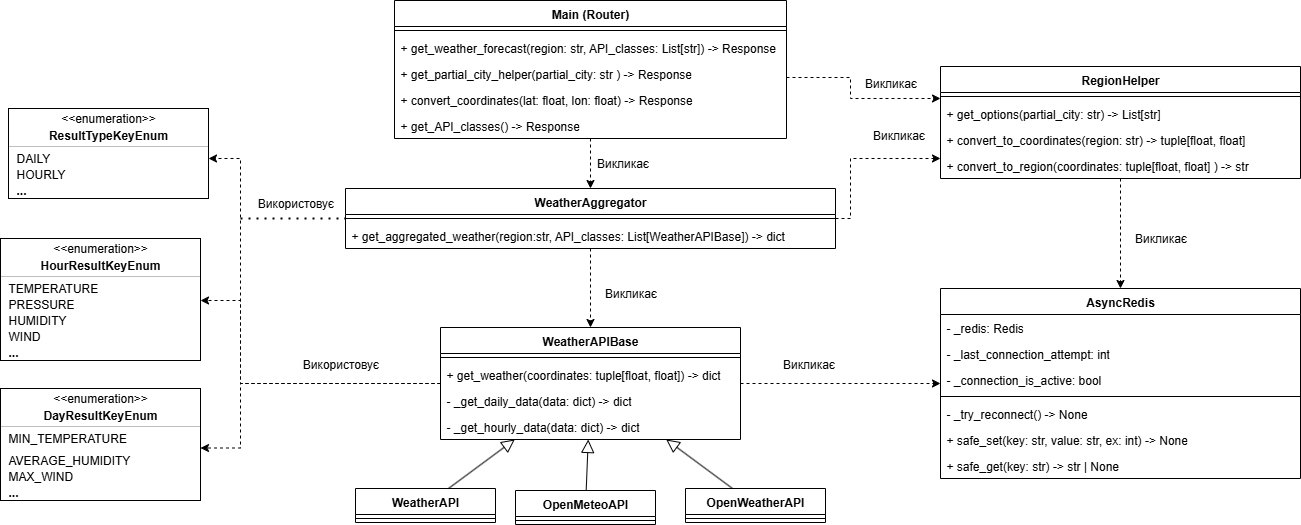 Main (Router)
+ get_weather_forecast(region: str, API_classes: List[str]) -> Response
+ get_partial_city_helper(partial_city: str ) -> Response
+ convert_coordinates(lat: float, lon: float) -> Response
+ get_API_classes() -> Response
Викликає
RegionHelper
+ get_options(partial_city: str) -> List[str]
+ convert_to_coordinates(region: str) -> tuple[float, float]
+ convert_to_region(coordinates: tuple[float, float] ) -> str
Викликає
Викликає
<<enumeration>>
ResultTypeKeyEnum
DAILY
HOURLY
...
Використовує
WeatherAggregator
+ get_aggregated_weather(region:str, API_classes: List[WeatherAPIBase]) -> dict
Викликає
<<enumeration>>
HourResultKeyEnum
TEMPERATURE
PRESSURE
HUMIDITY
WIND
...
Викликає
AsyncRedis
- _redis: Redis
- _last_connection_attempt: int
- _connection_is_active: bool
- _try_reconnect() -> None
+ safe_set(key: str, value: str, ex: int) -> None
+ safe_get(key: str) -> str | None
WeatherAPIBase
+ get_weather(coordinates: tuple[float, float]) -> dict
- _get_daily_data(data: dict) -> dict
- _get_hourly_data(data: dict) -> dict
Використовує
Викликає
<<enumeration>>
DayResultKeyEnum
MIN_TEMPERATURE
AVERAGE_HUMIDITY
MAX_WIND
...
WeatherAPI
OpenMeteoAPI
OpenWeatherAPI